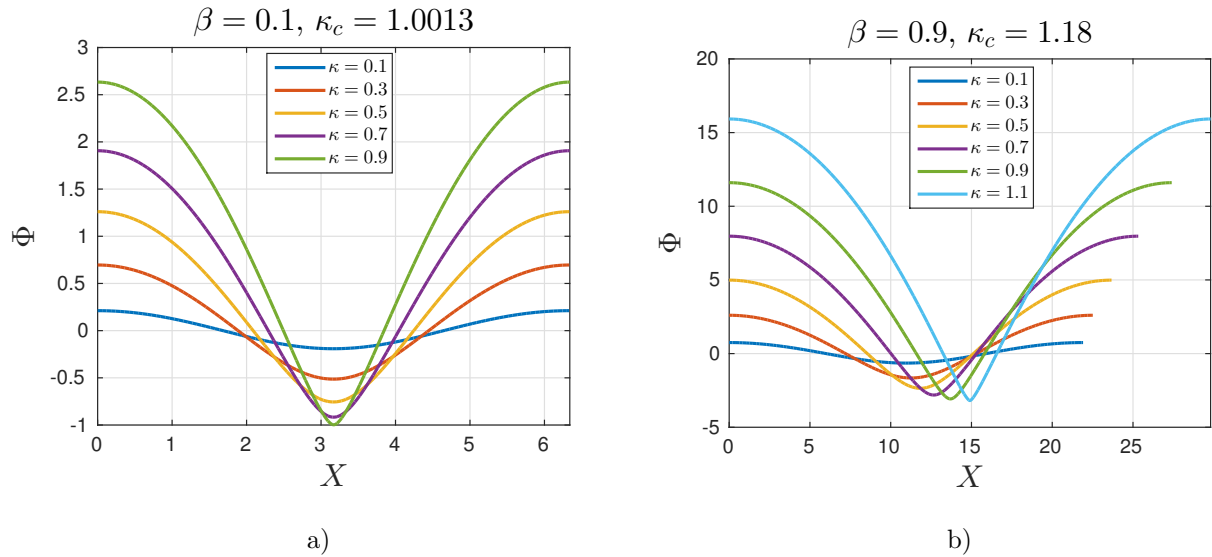 β = 0.1, κ_c = 1.0013
3
2.5
2
1.5
1
0.5
0
-0.5
-1
Φ
κ = 0.1
κ = 0.3
κ = 0.5
κ = 0.7
κ = 0.9
0 1 2 3 4 5 6
X
a)
β = 0.9, κ_c = 1.18
20
15
10
5
0
-5
Φ
κ = 0.1
κ = 0.3
κ = 0.5
κ = 0.7
κ = 0.9
κ = 1.1
0 5 10 15 20 25
X
b)